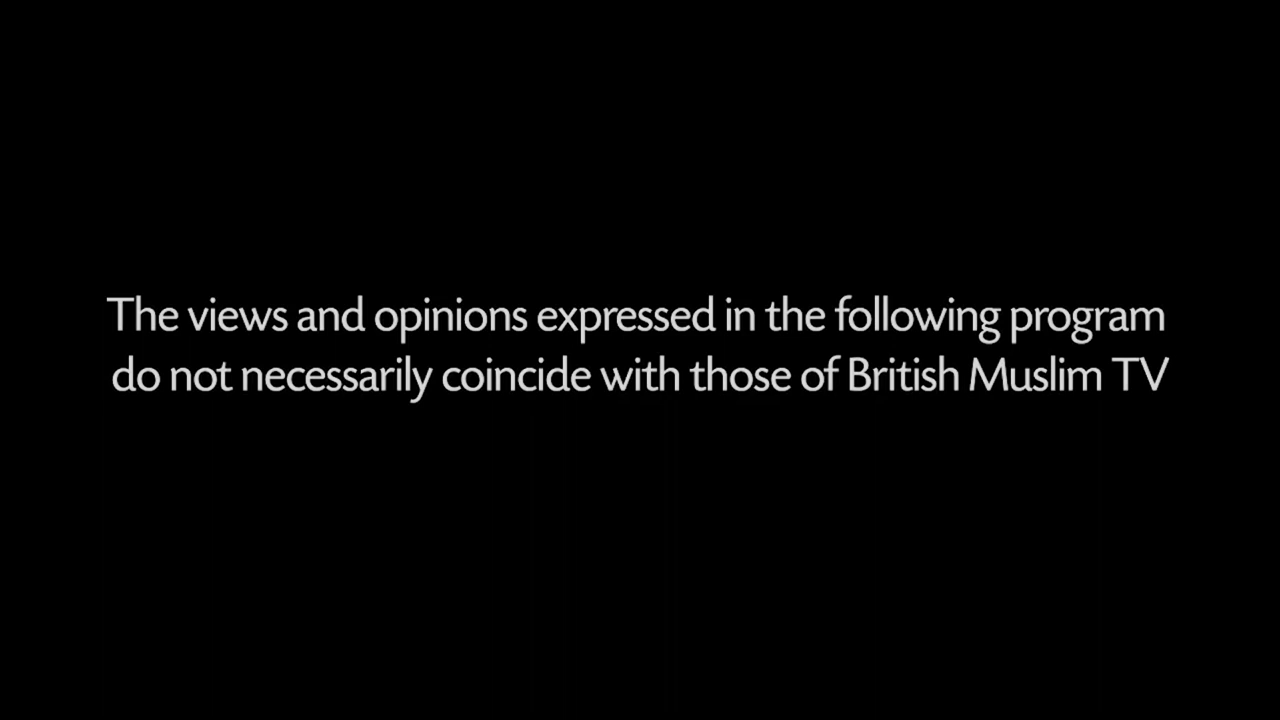 The views and opinions expressed in the following program
do not necessarily coincide with those of British Muslim TV